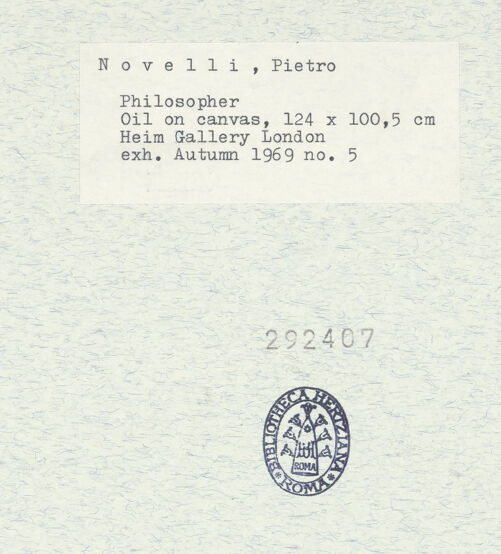 N o v e l l i , Pietro
Philosopher
Oil on canvas, 124 x 100,5 cm
Heim Gallery London
exh. Autumn 1969 no. 5
292407
BIBLIOTHECA HERTZIANA
ROMA
* ROMA *